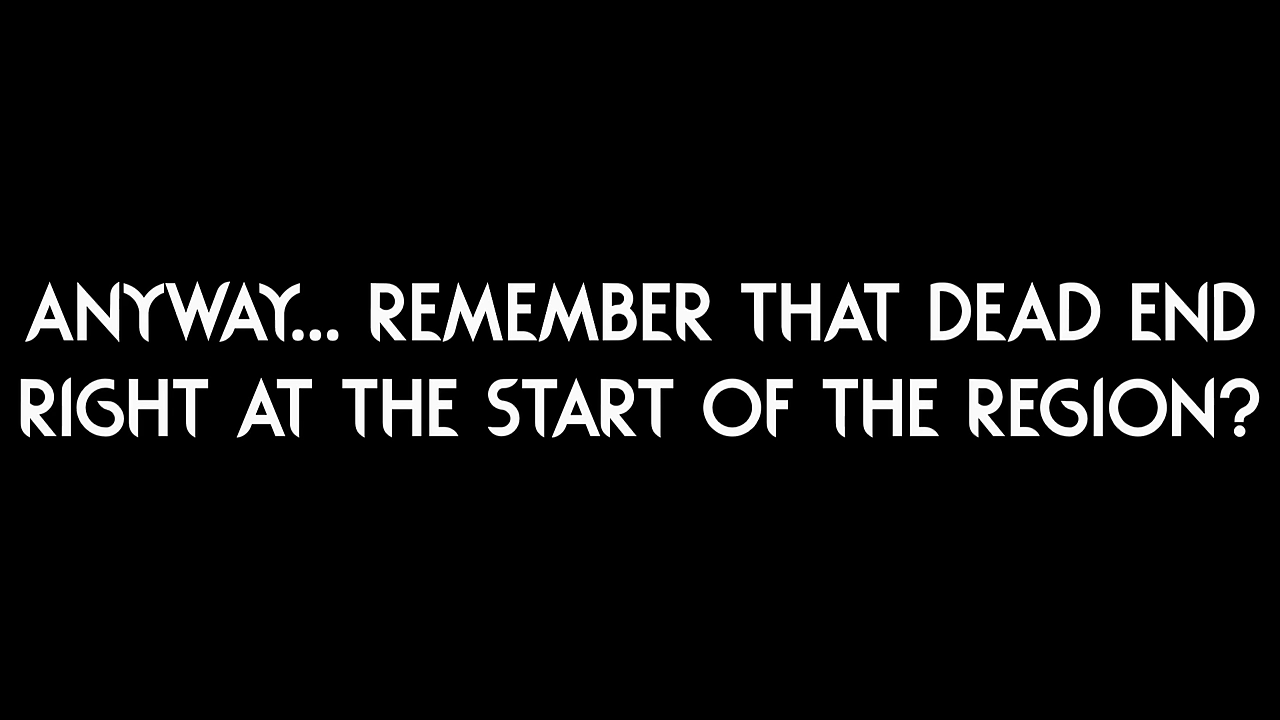 ANYWAY... REMEMBER THAT DEAD END
RIGHT AT THE START OF THE REGION?